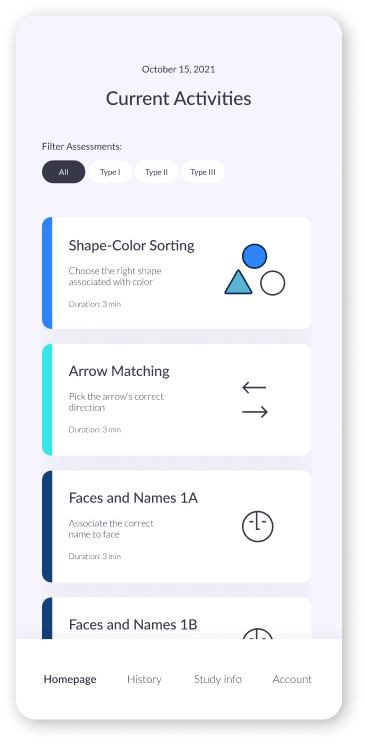 October 15, 2021
Current Activities
Filter Assessments:
All Type I Type II Type III
Shape-Color Sorting
Choose the right shape
associated with color
Duration: 3 min
Arrow Matching
Pick the arrow's correct
direction
Duration: 3 min
Faces and Names 1A
Associate the correct
name to face
Duration: 3 min
Faces and Names 1B
Homepage History Study info Account